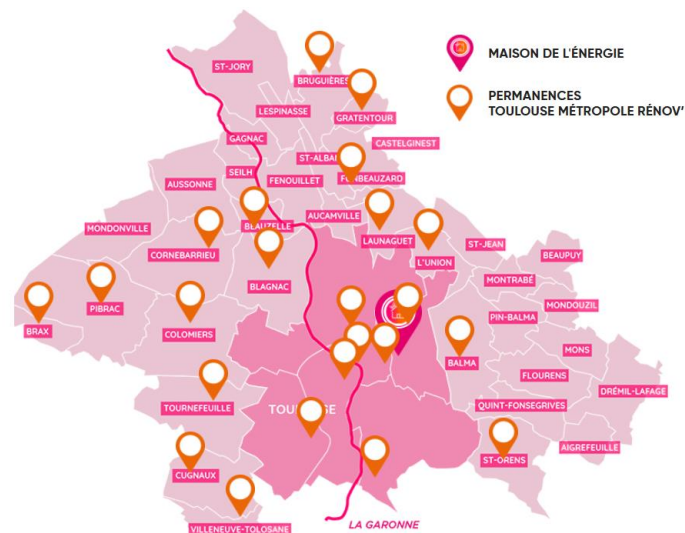 MAISON DE L'ÉNERGIE
PERMANENCES
TOULOUSE MÉTROPOLE RÉNOV'
ST-JORY
BRUGUIÈRES
LESPINASSE
GRATENTOUR
GAGNAC
CASTELGINEST
ST-ALBA
SEILH
FENOUILLET
FONBEAUZARD
AUSSONNE
BEAUZELLE
AUCAMVILLE
MONDONVILLE
LAUNAGUET
ST-JEAN
CORNEBARRIEU
L'UNION
BEAUPUY
BLAGNAC
MONTRABÉ
PIBRAC
MONDOUZIL
PIN-BALMA
BRAX
COLOMIERS
BALMA
MONS
FLOURENS
DRÉMIL-LAFAGE
TOURNEFEUILLE
TOULOUSE
QUINT-FONSEGRIVES
AIGREFEUILLE
ST-ORENS
CUGNAUX
LA GARONNE
VILLENEUVE-TOLOSANE